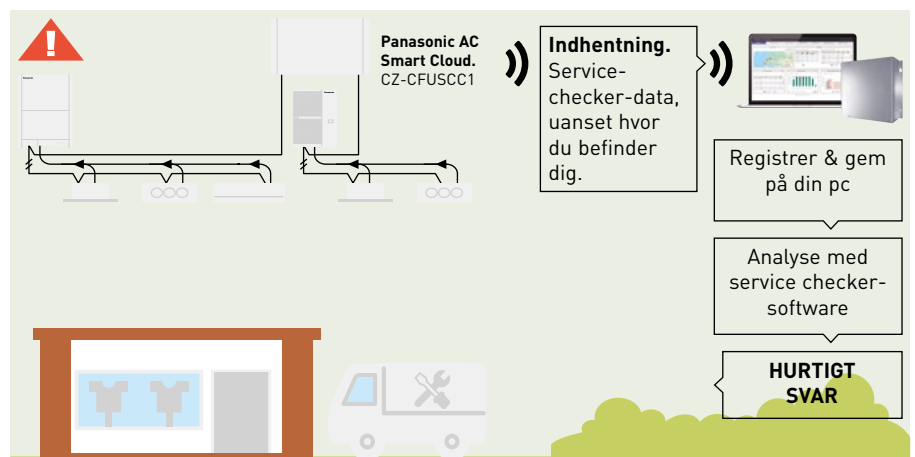 Panasonic AC
Smart Cloud.
CZ-CFUSCC1
Indhentning.
Service-
checker-data,
uanset hvor
du befinder
dig.
Registrer & gem
på din pc
Analyse med
service checker-
software
HURTIGT
SVAR